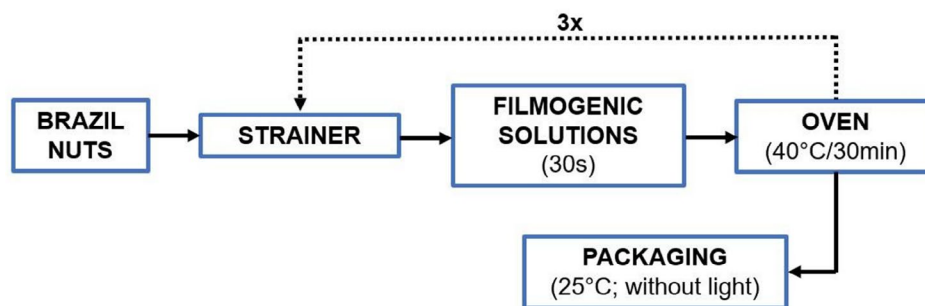 3x
BRAZIL
NUTS
STRAINER
FILMOGENIC
SOLUTIONS
(30s)
OVEN
(40°C/30min)
PACKAGING
(25°C; without light)